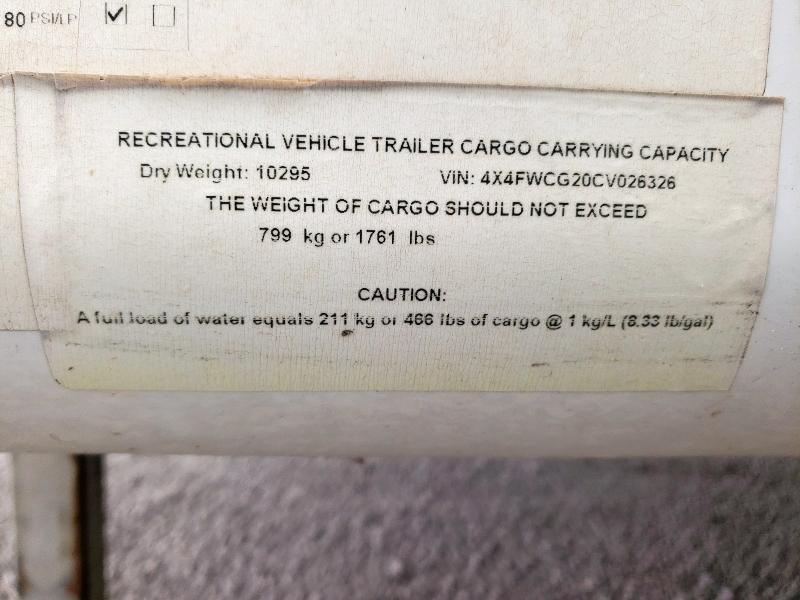 80 PSI/LP
RECREATIONAL VEHICLE TRAILER CARGO CARRYING CAPACITY
Dry Weight: 10295 VIN: 4X4FWCG20CV026326
THE WEIGHT OF CARGO SHOULD NOT EXCEED
799 kg or 1761 lbs
CAUTION:
A full load of water equals 211 kg or 466 lbs of cargo @ 1 kg/L (8.33 lb/gal)